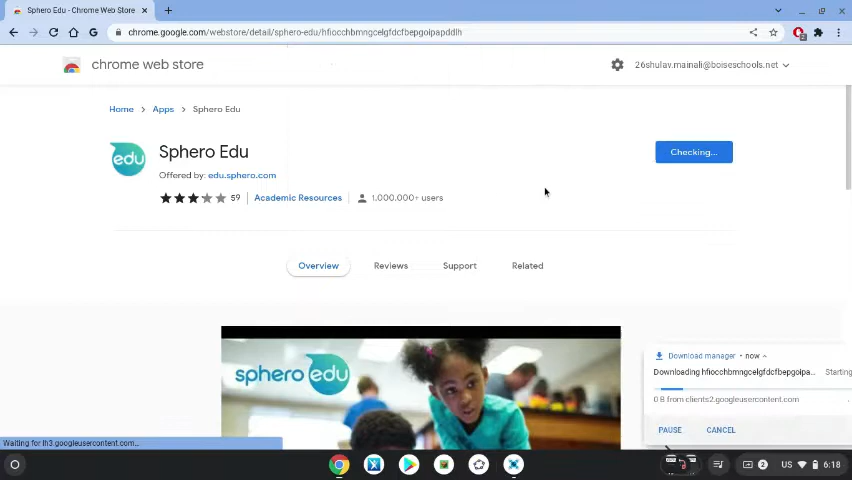 Sphero Edu - Chrome Web Store
chrome.google.com/webstore/detail/sphero-edu/hfiocchbmngcelgfdcfbepgoipapddlh
chrome web store
26shulav.mainali@boiseschools.net
Home > Apps > Sphero Edu
edu
Sphero Edu
Checking...
Offered by: edu.sphero.com
59
Academic Resources
1,000,000+ users
Overview
Reviews
Support
Related
sphero edu
Download manager • now
Downloading hfiocchbmngcelgfdcfbepgoipa...
Starting
0 B from clients2.googleusercontent.com
PAUSE
CANCEL
Waiting for lh3.googleusercontent.com...
2
US
6:18